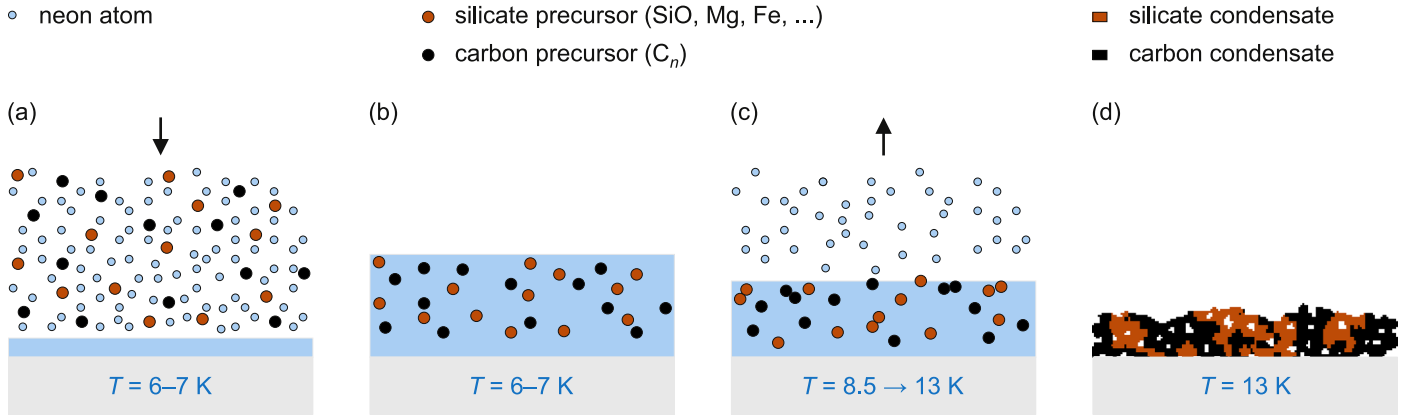 neon atom
silicate precursor (SiO, Mg, Fe, ...)
silicate condensate
carbon precursor (Cn)
carbon condensate
(a)
(b)
(c)
(d)
T = 6–7 K
T = 6–7 K
T = 8.5 → 13 K
T = 13 K